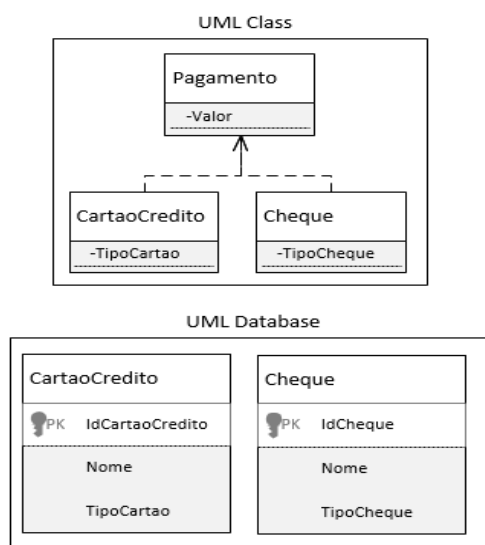 UML Class
Pagamento
-Valor
CartaoCredito
-TipoCartao
Cheque
-TipoCheque
UML Database
CartaoCredito
PK IdCartaoCredito
Nome
TipoCartao
Cheque
PK IdCheque
Nome
TipoCheque